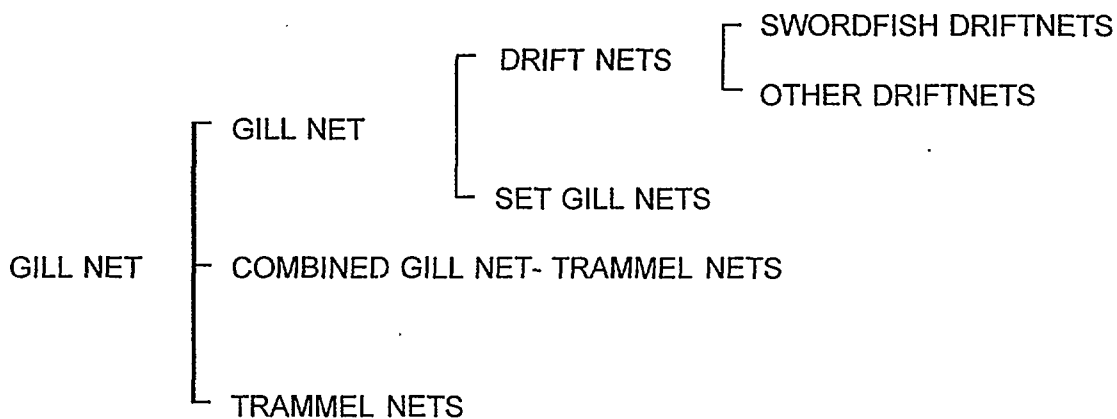 SWORDFISH DRIFTNETS
DRIFT NETS
OTHER DRIFTNETS
GILL NET
SET GILL NETS
GILL NET
COMBINED GILL NET- TRAMMEL NETS
TRAMMEL NETS